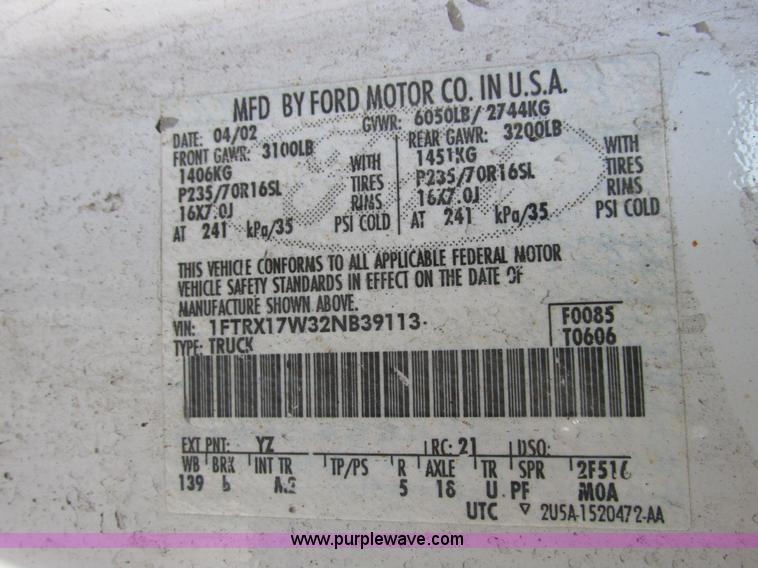 MFD BY FORD MOTOR CO. IN U.S.A.
DATE: 04/02 GVWR: 6050LB/ 2744KG
FRONT GAWR: 3100LB REAR GAWR: 3200LB
1406KG WITH 1451KG WITH
P235/70R16SL TIRES P235/70R16SL TIRES
16X7.0J RIMS 16X7.0J RIMS
AT 241 kPa/35 PSI COLD AT 241 kPa/35 PSI COLD
THIS VEHICLE CONFORMS TO ALL APPLICABLE FEDERAL MOTOR
VEHICLE SAFETY STANDARDS IN EFFECT ON THE DATE OF
MANUFACTURE SHOWN ABOVE.
VIN: 1FTRX17W32NB39113 F0085
TYPE: TRUCK T0606
EXT PNT: YZ RC: 21 DSO:
WB BRK INT TR TP/PS R AXLE TR SPR 2F516
139 5 18 U PF M0A
UTC ▽ 2U5A-1520472-AA
www.purplewave.com